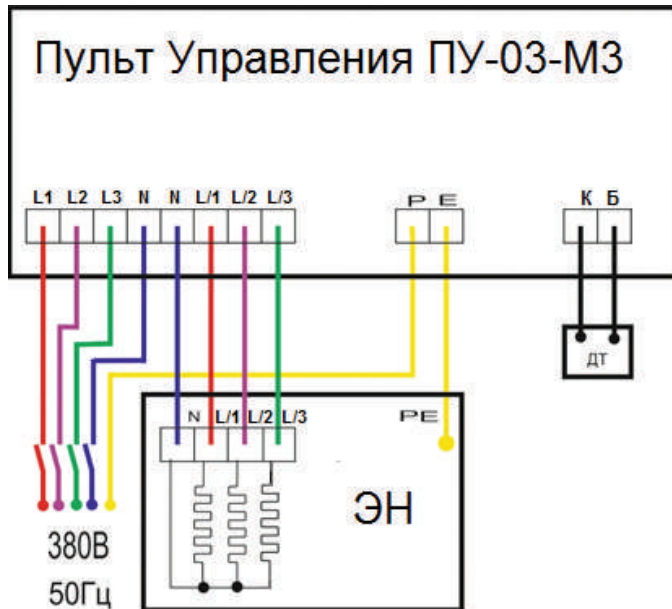 Пульт Управления ПУ-03-М3
L1 L2 L3 N N L/1 L/2 L/3 P E К Б
ДТ
N L/1 L/2 L/3 PE
ЭН
380В
50Гц